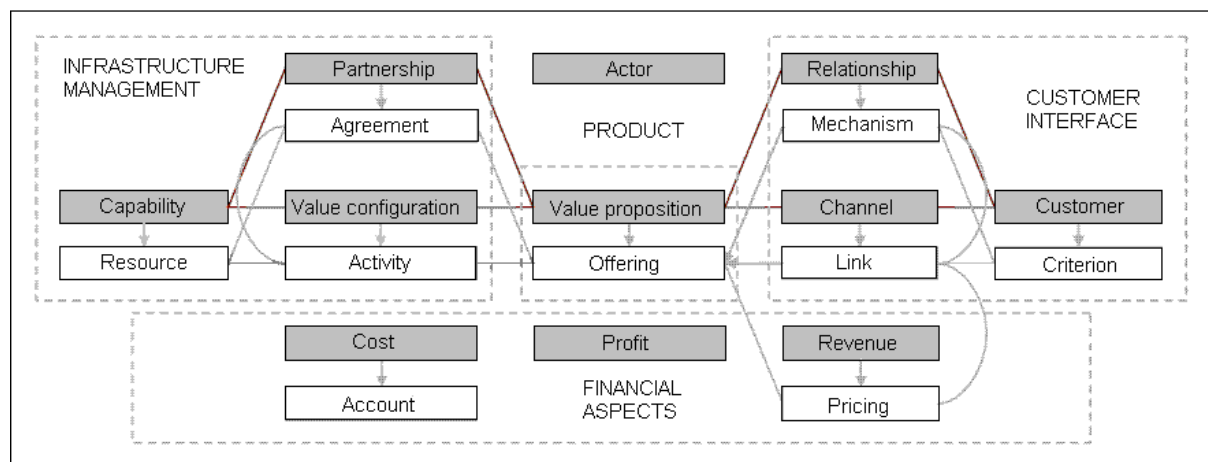 INFRASTRUCTURE
MANAGEMENT
Partnership
Agreement
Actor
PRODUCT
Relationship
Mechanism
CUSTOMER
INTERFACE
Capability
Resource
Value configuration
Activity
Value proposition
Offering
Channel
Link
Customer
Criterion
Cost
Account
Profit
FINANCIAL
ASPECTS
Revenue
Pricing